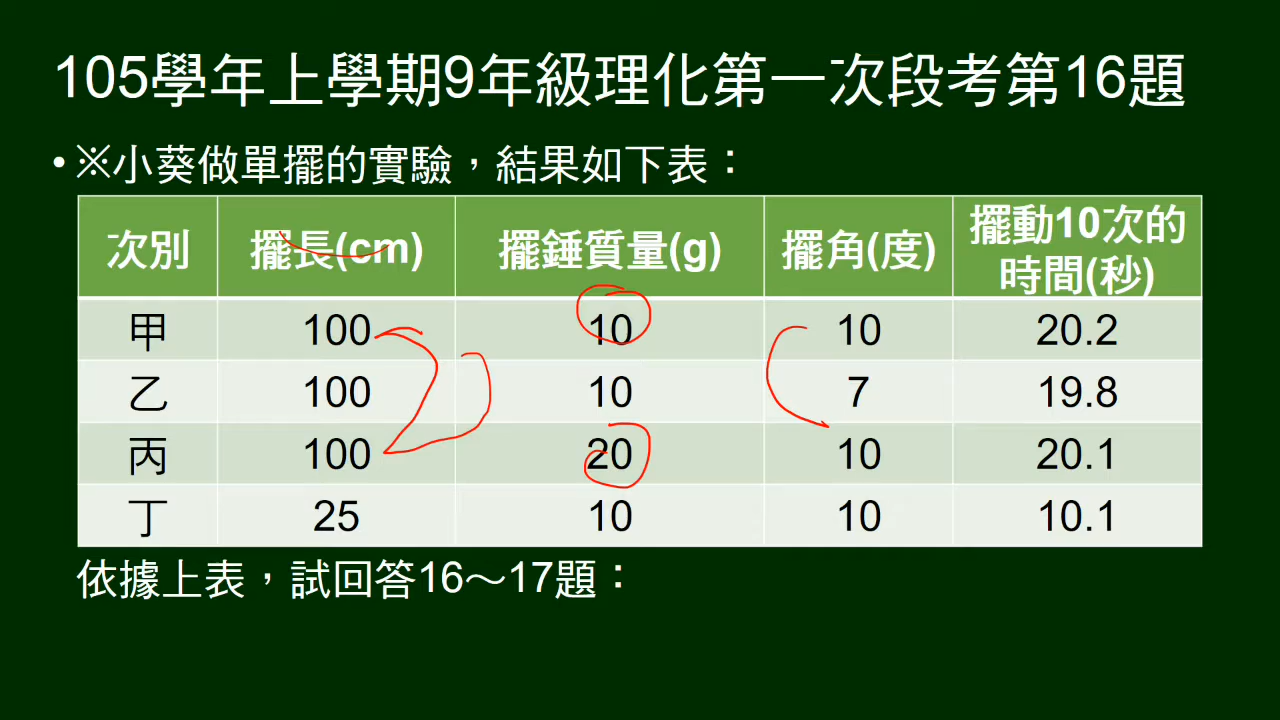 105學年上學期9年級理化第一次段考第16題
•※小葵做單擺的實驗，結果如下表：
次別 擺長(cm) 擺錘質量(g) 擺角(度) 擺動10次的時間(秒)
甲 100 10 10 20.2
乙 100 10 7 19.8
丙 100 20 10 20.1
丁 25 10 10 10.1
依據上表，試回答16～17題：